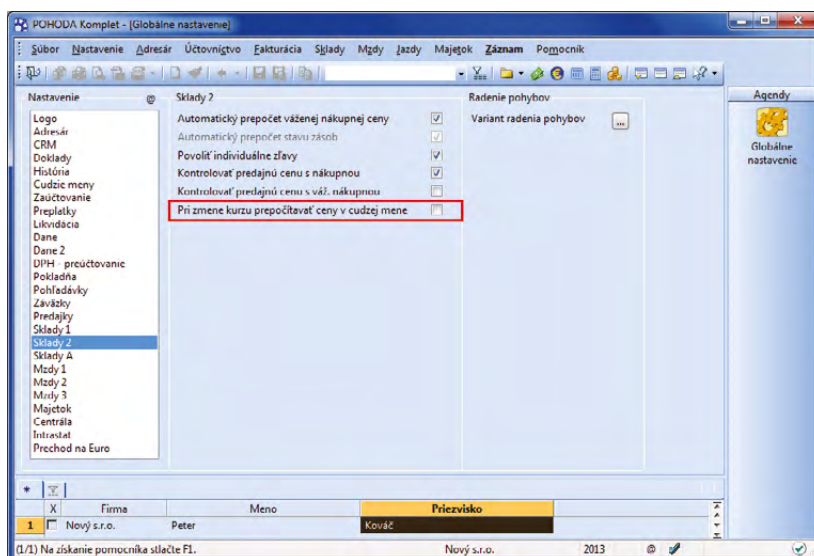 POHODA Komplet - [Globálne nastavenie]
Súbor Nastavenie Adresár Účtovníctvo Fakturácia Sklady Mzdy Jazdy Majetok Záznam Pomocník
Nastavenie @
Logo
Adresár
CRM
Doklady
História
Cudzie meny
Zaúčtovanie
Preplatky
Likvidácia
Dane
Dane 2
DPH - preúčtovanie
Pokladňa
Pohľadávky
Záväzky
Predajky
Sklady 1
Sklady 2
Sklady A
Mzdy 1
Mzdy 2
Mzdy 3
Majetok
Centrála
Intrastat
Prechod na Euro
Sklady 2
Automatický prepočet váženej nákupnej ceny
Automatický prepočet stavu zásob
Povoliť individuálne zľavy
Kontrolovať predajnú cenu s nákupnou
Kontrolovať predajnú cenu s váž. nákupnou
Pri zmene kurzu prepočítavať ceny v cudzej mene
Radenie pohybov
Variant radenia pohybov ...
Agendy
Globálne
nastavenie
X Firma Meno Priezvisko
1 Nový s.r.o. Peter Kováč
(1/1) Na získanie pomocníka stlačte F1. Nový s.r.o. 2013 @